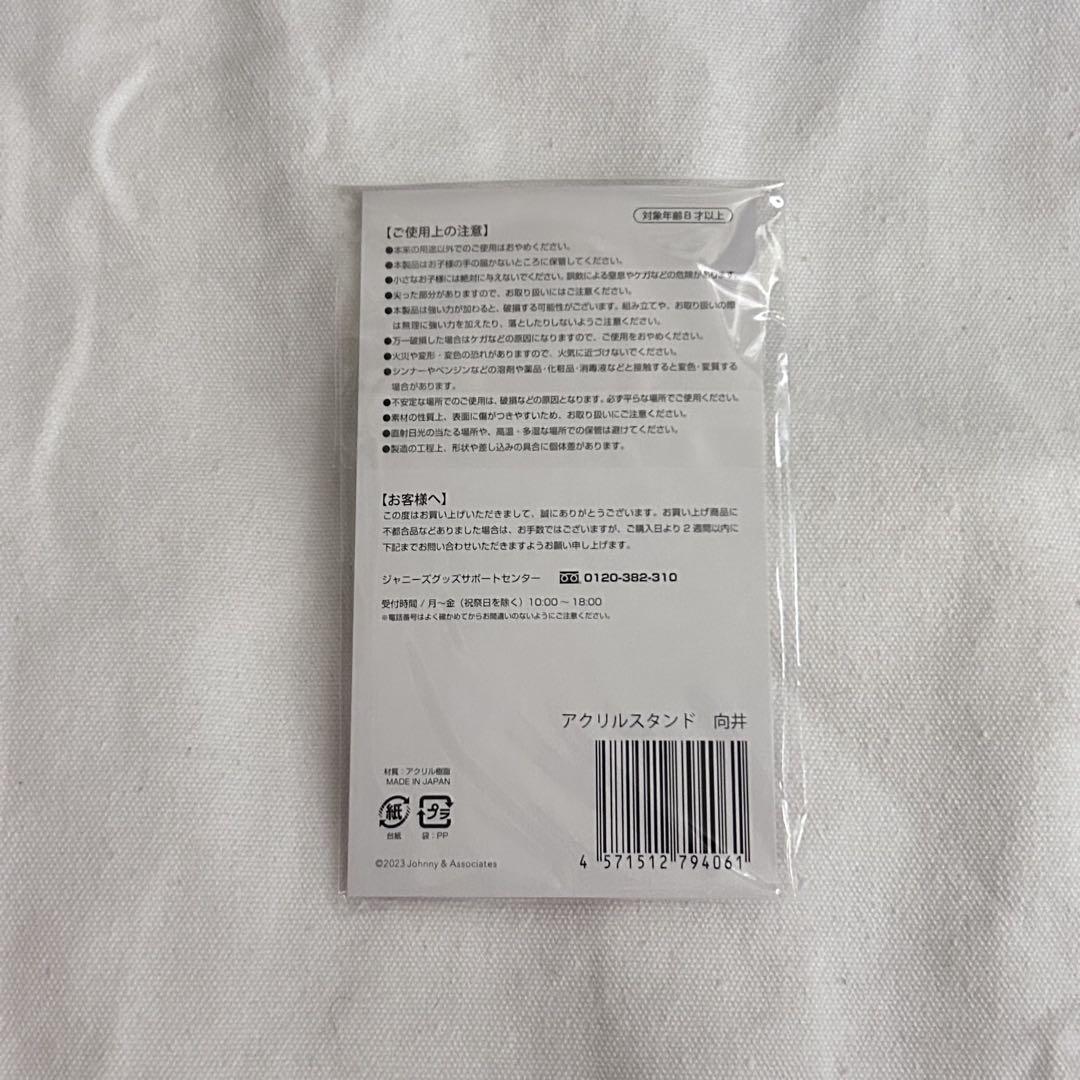 対象年齢8才以上
【ご使用上の注意】
●本来の用途以外でのご使用はおやめください。
●本製品はお子様の手の届かないところに保管してください。
●小さなお子様には絶対に与えないでください。誤飲による窒息やケガなどの危険があります。
●尖った部分がありますので、お取り扱いにはご注意ください。
●本製品は強い力が加わると、破損する可能性がございます。組み立てや、お取り扱いの際
は無理に強い力を加えたり、落としたりしないようご注意ください。
●万一破損した場合はケガなどの原因になりますので、ご使用をおやめください。
●火災や変形・変色の恐れがありますので、火気に近づけないでください。
●シンナーやベンジンなどの溶剤や薬品・化粧品・消毒液などと接触すると変色・変質する
場合があります。
●不安定な場所でのご使用は、破損などの原因となります。必ず平らな場所でご使用ください。
●素材の性質上、表面に傷がつきやすいため、お取り扱いにご注意ください。
●直射日光の当たる場所や、高温・多湿な場所での保管は避けてください。
●製造の工程上、形状や差し込みの具合に個体差があります。
【お客様へ】
この度はお買い上げいただきまして、誠にありがとうございます。お買い上げ商品に
不都合品などありました場合は、お手数ではございますが、ご購入日より2週間以内に
下記までお問い合わせいただきますようお願い申し上げます。
ジャニーズグッズサポートセンター 0120-382-310
受付時間 / 月〜金（祝祭日を除く）10:00〜18:00
※電話番号はよく確かめてからお間違いのないようにご注意ください。
アクリルスタンド 向井
材質：アクリル樹脂
MADE IN JAPAN
紙 プラ
台紙 袋：PP
©2023 Johnny & Associates
4 571512 794061